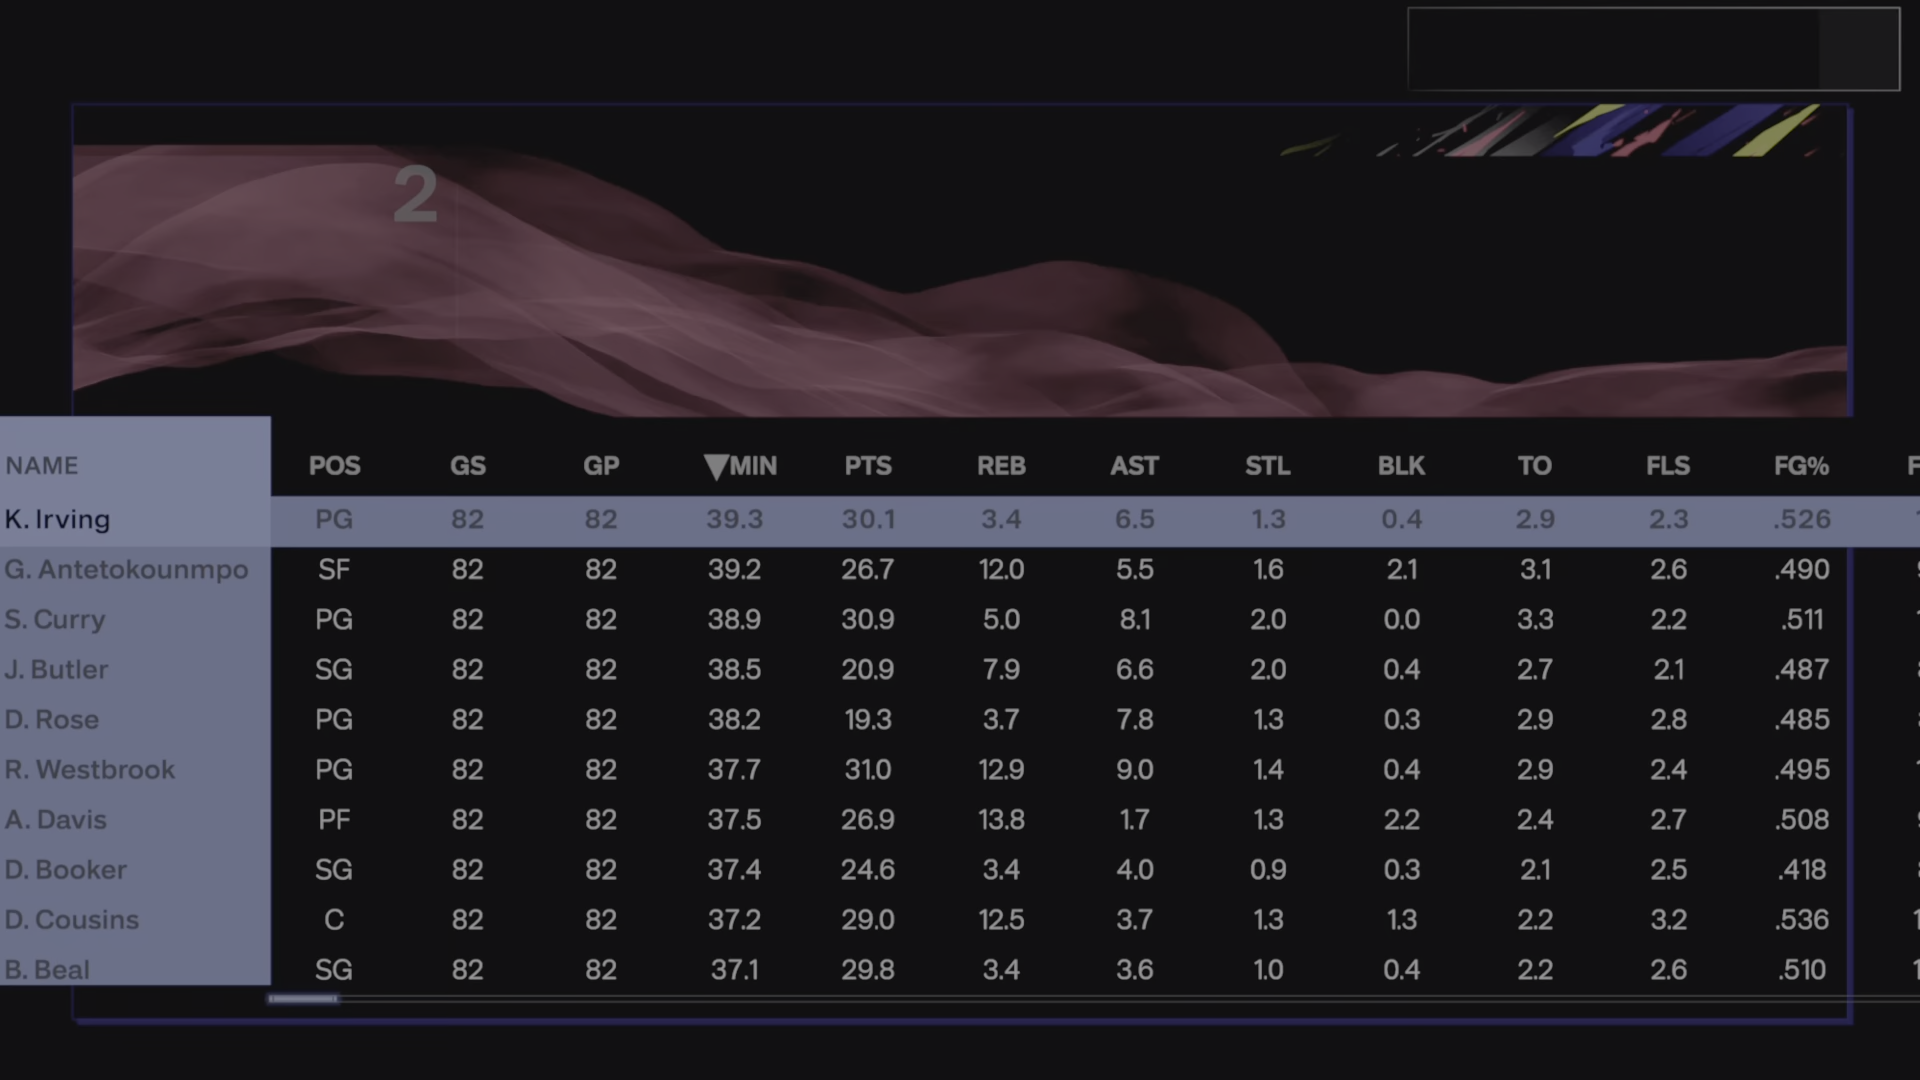 2
NAME POS GS GP ▼MIN PTS REB AST STL BLK TO FLS FG%
K. Irving PG 82 82 39.3 30.1 3.4 6.5 1.3 0.4 2.9 2.3 .526
G. Antetokounmpo SF 82 82 39.2 26.7 12.0 5.5 1.6 2.1 3.1 2.6 .490
S. Curry PG 82 82 38.9 30.9 5.0 8.1 2.0 0.0 3.3 2.2 .511
J. Butler SG 82 82 38.5 20.9 7.9 6.6 2.0 0.4 2.7 2.1 .487
D. Rose PG 82 82 38.2 19.3 3.7 7.8 1.3 0.3 2.9 2.8 .485
R. Westbrook PG 82 82 37.7 31.0 12.9 9.0 1.4 0.4 2.9 2.4 .495
A. Davis PF 82 82 37.5 26.9 13.8 1.7 1.3 2.2 2.4 2.7 .508
D. Booker SG 82 82 37.4 24.6 3.4 4.0 0.9 0.3 2.1 2.5 .418
D. Cousins C 82 82 37.2 29.0 12.5 3.7 1.3 1.3 2.2 3.2 .536
B. Beal SG 82 82 37.1 29.8 3.4 3.6 1.0 0.4 2.2 2.6 .510